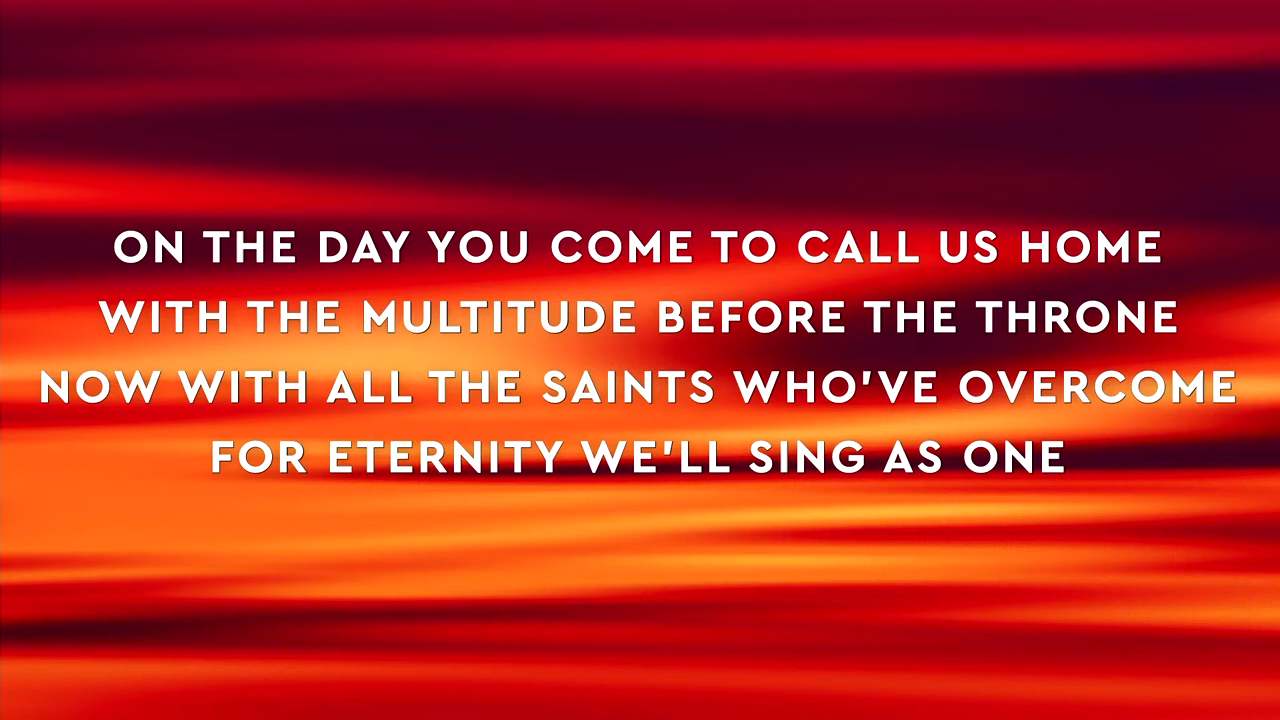 ON THE DAY YOU COME TO CALL US HOME
WITH THE MULTITUDE BEFORE THE THRONE
NOW WITH ALL THE SAINTS WHO'VE OVERCOME
FOR ETERNITY WE'LL SING AS ONE